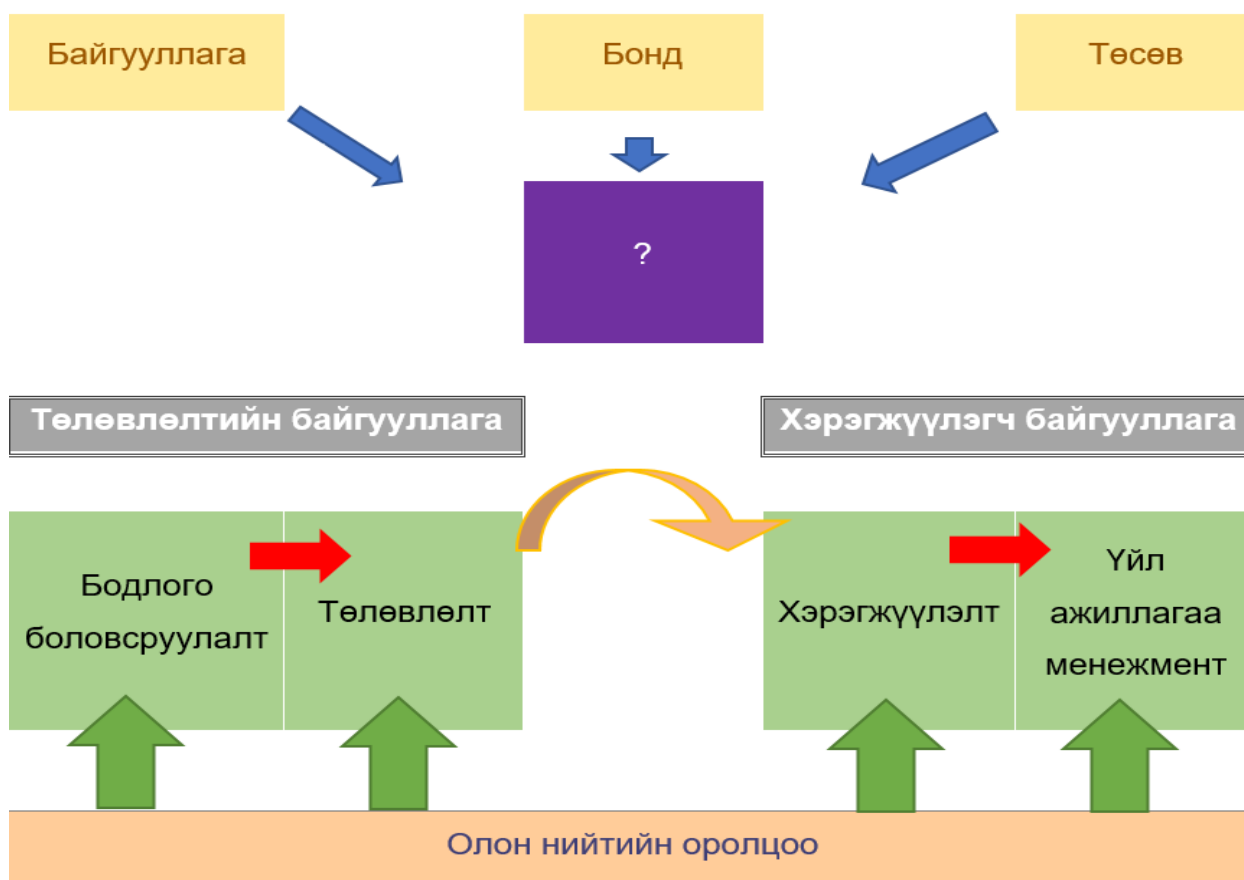 Байгууллага
Бонд
Төсөв
?
Төлөвлөлтийн байгууллага
Хэрэгжүүлэгч байгууллага
Бодлого
боловсруулалт
Төлөвлөлт
Хэрэгжүүлэлт
Үйл
ажиллагаа
менежмент
Олон нийтийн оролцоо